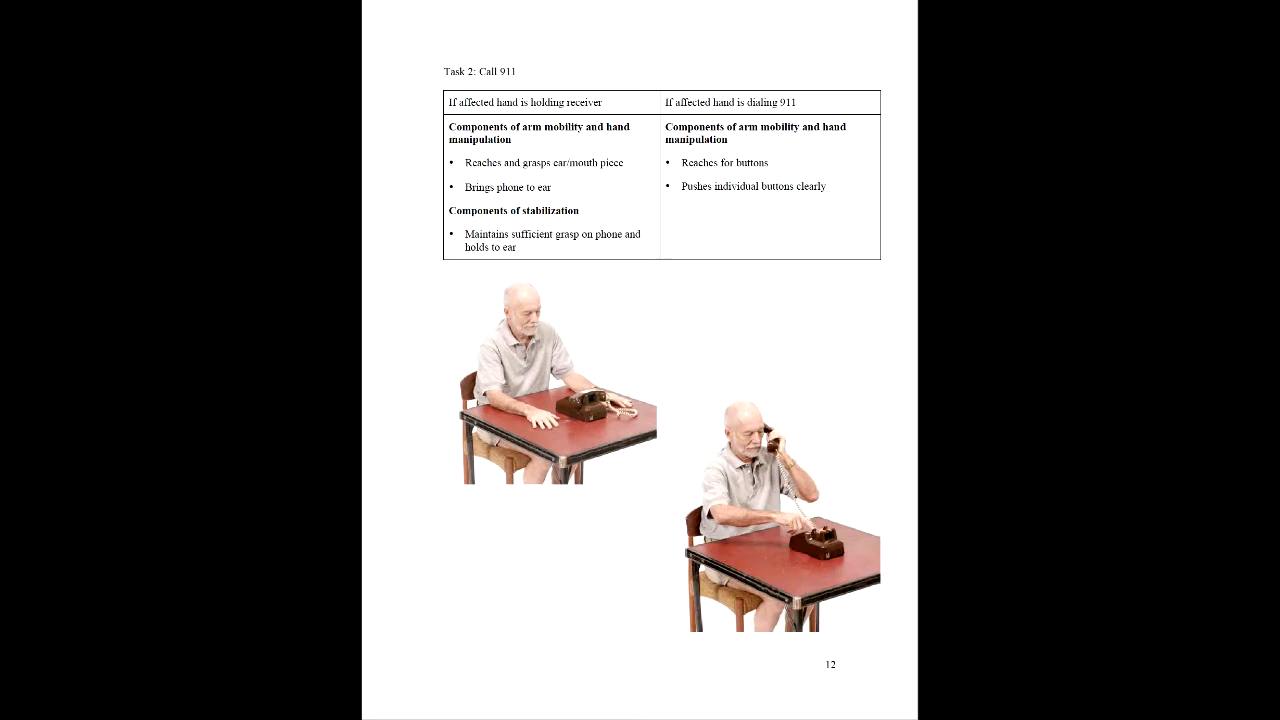 Task 2: Call 911
If affected hand is holding receiver
If affected hand is dialing 911
Components of arm mobility and hand
manipulation
• Reaches and grasps ear/mouth piece
• Brings phone to ear
Components of stabilization
• Maintains sufficient grasp on phone and
holds to ear
Components of arm mobility and hand
manipulation
• Reaches for buttons
• Pushes individual buttons clearly
12